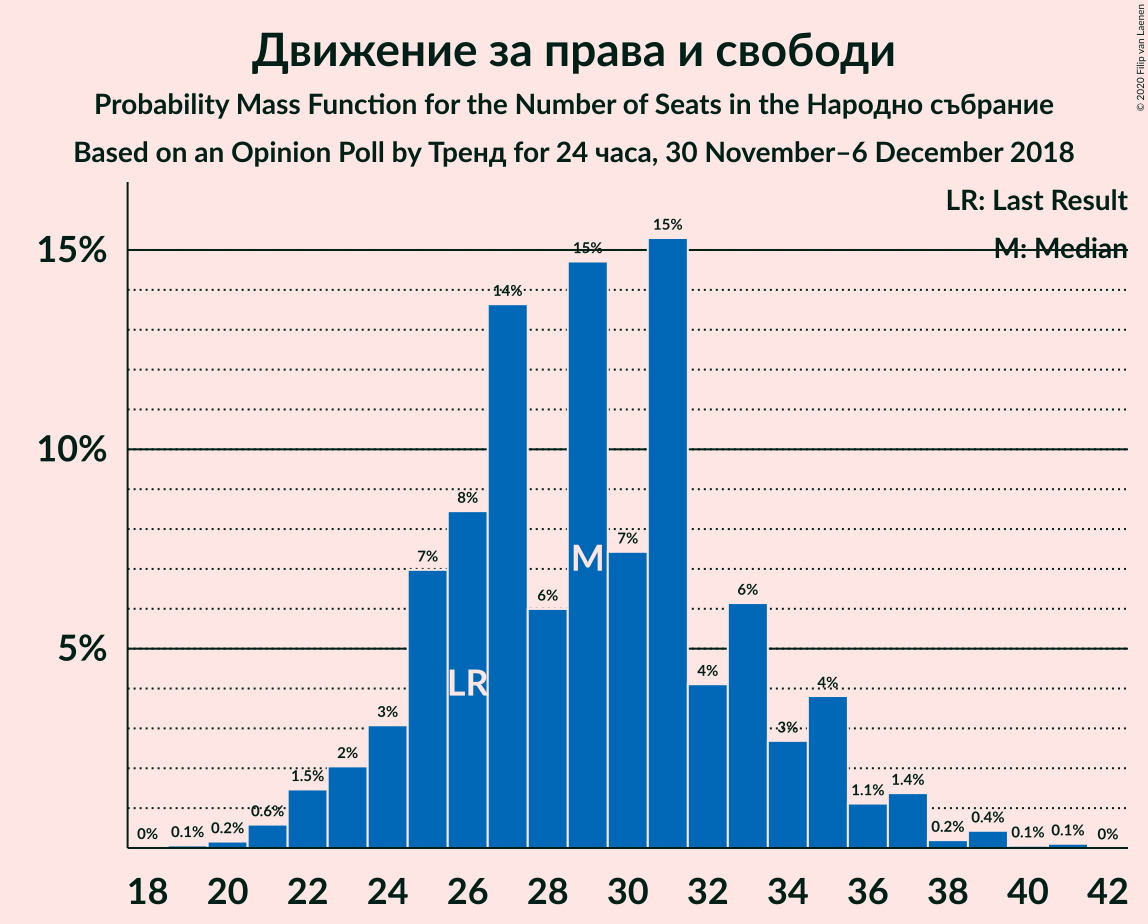 Движение за права и свободи
Probability Mass Function for the Number of Seats in the Народно събрание
Based on an Opinion Poll by Тренд for 24 часа, 30 November–6 December 2018
© 2020 Filip van Laenen
LR: Last Result
M: Median
15%
10%
5%
0% 0.1% 0.2% 0.6% 1.5% 2% 3% 7% 8% 14% 6% 15% 7% 15% 4% 6% 3% 4% 1.1% 1.4% 0.2% 0.4% 0.1% 0.1% 0%
LR M
18 20 22 24 26 28 30 32 34 36 38 40 42